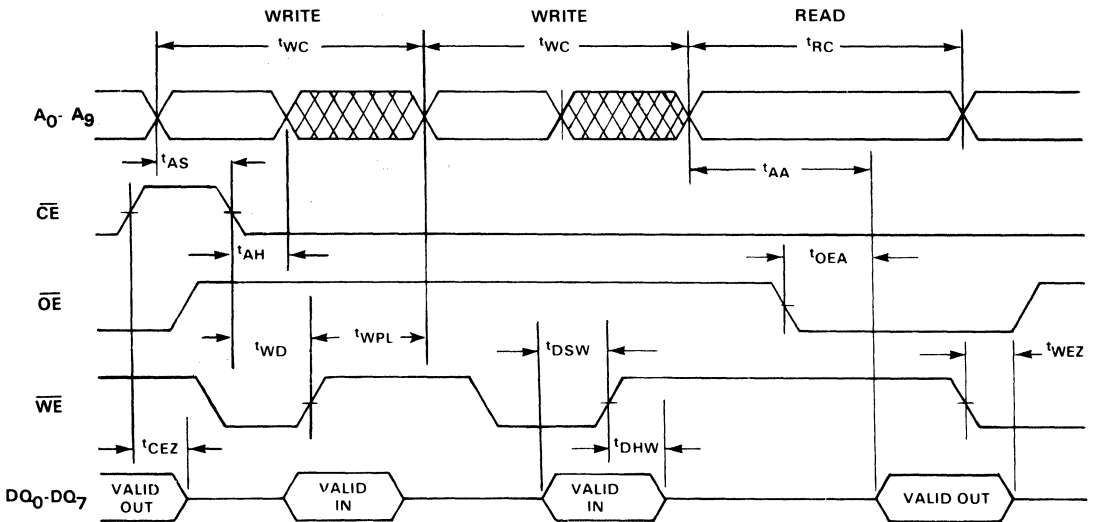 WRITE WRITE READ
tWC tWC tRC
A0- A9
tAS tAA
CE
tAH tOEA
OE
tWD tWPL tDSW tWEZ
WE
tCEZ tDHW
DQ0-DQ7 VALID OUT VALID IN VALID IN VALID OUT